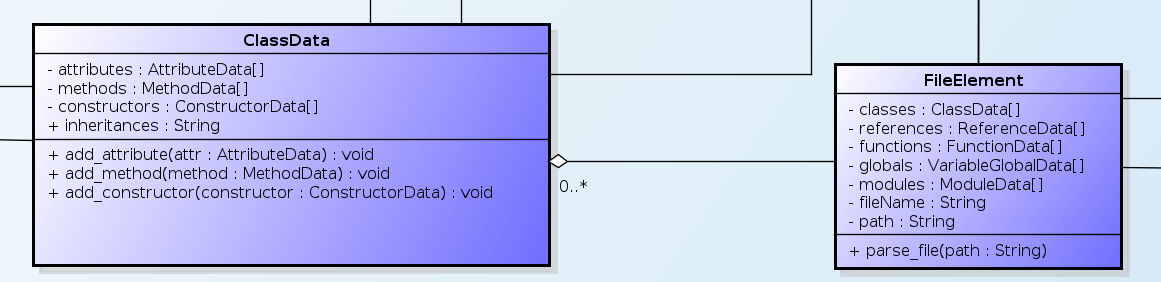 ClassData
- attributes : AttributeData[]
- methods : MethodData[]
- constructors : ConstructorData[]
+ inheritances : String
+ add_attribute(attr : AttributeData) : void
+ add_method(method : MethodData) : void
+ add_constructor(constructor : ConstructorData) : void
0..*
FileElement
- classes : ClassData[]
- references : ReferenceData[]
- functions : FunctionData[]
- globals : VariableGlobalData[]
- modules : ModuleData[]
- fileName : String
- path : String
+ parse_file(path : String)